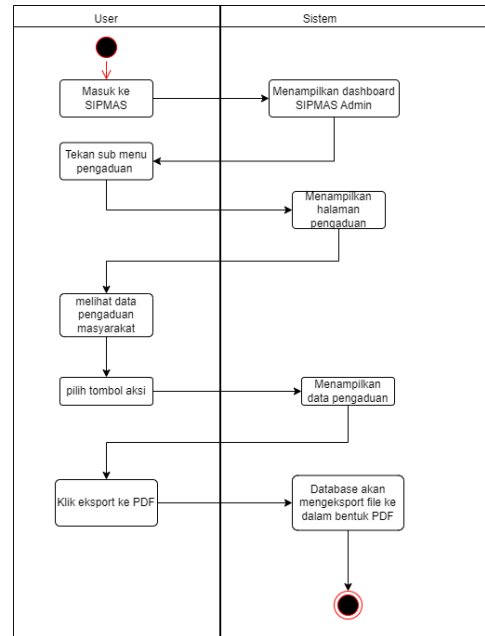 User
Sistem
Masuk ke
SIPMAS
Menampilkan dashboard
SIPMAS Admin
Tekan sub menu
pengaduan
Menampilkan
halaman
pengaduan
melihat data
pengaduan
masyarakat
pilih tombol aksi
Menampilkan
data pengaduan
Klik eksport ke PDF
Database akan
mengeksport file ke
dalam bentuk PDF